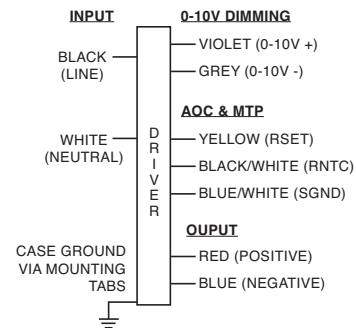 INPUT
BLACK
(LINE)
WHITE
(NEUTRAL)
CASE GROUND
VIA MOUNTING
TABS
DRIVER
0-10V DIMMING
VIOLET (0-10V +)
GREY (0-10V -)
AOC & MTP
YELLOW (RSET)
BLACK/WHITE (RNTC)
BLUE/WHITE (SGND)
OUPUT
RED (POSITIVE)
BLUE (NEGATIVE)